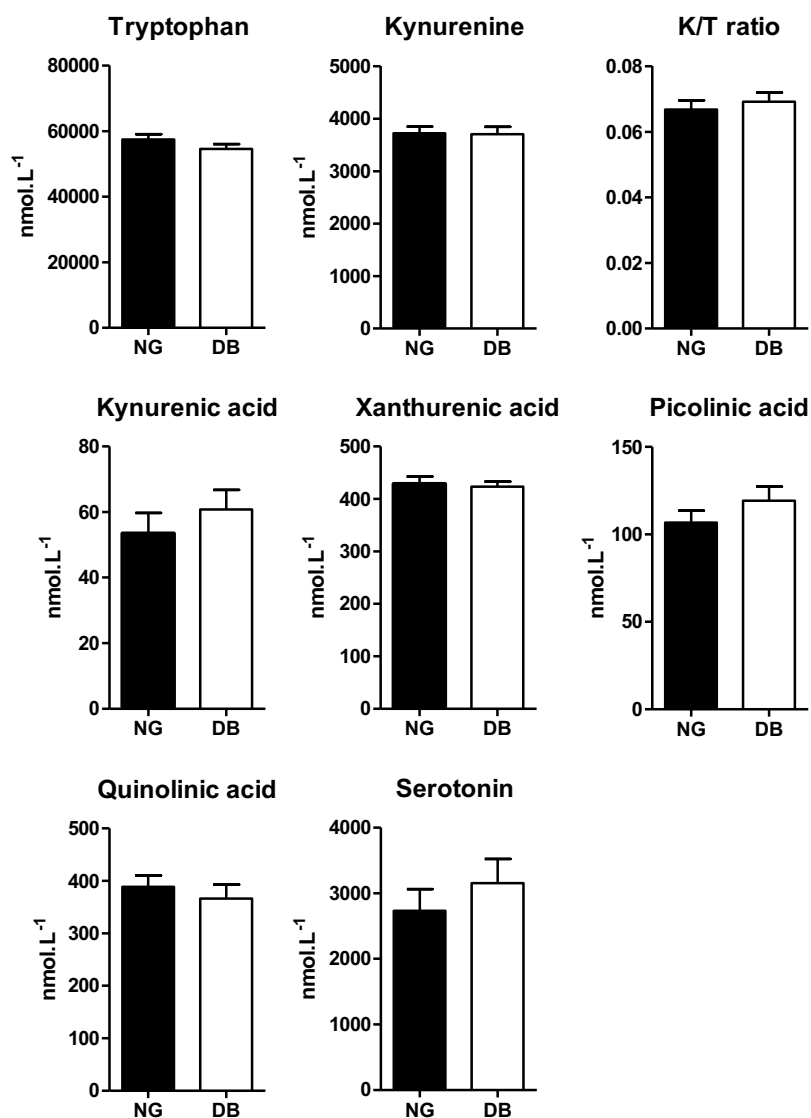 Tryptophan
Kynurenine
K/T ratio
80000
60000
40000
20000
0
nmol.L⁻¹
NG DB
5000
4000
3000
2000
1000
0
nmol.L⁻¹
NG DB
0.08
0.06
0.04
0.02
0.00
NG DB
Kynurenic acid
Xanthurenic acid
Picolinic acid
80
60
40
20
0
nmol.L⁻¹
NG DB
500
400
300
200
100
0
nmol.L⁻¹
NG DB
150
100
50
0
nmol.L⁻¹
NG DB
Quinolinic acid
Serotonin
500
400
300
200
100
0
nmol.L⁻¹
NG DB
4000
3000
2000
1000
0
nmol.L⁻¹
NG DB